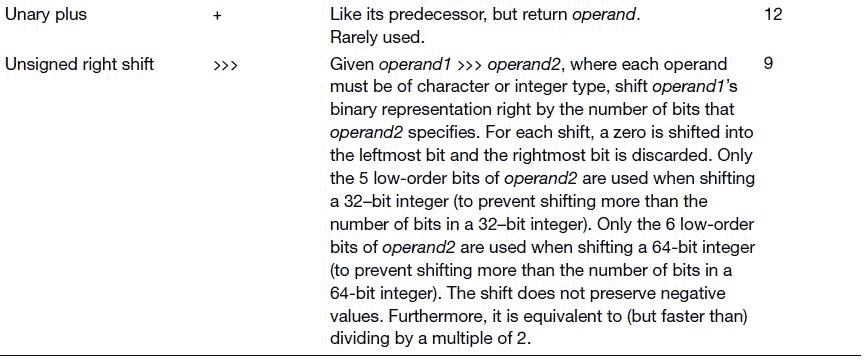 Unary plus + Like its predecessor, but return operand. 12
Rarely used.
Unsigned right shift >>> Given operand1 >>> operand2, where each operand 9
must be of character or integer type, shift operand1’s
binary representation right by the number of bits that
operand2 specifies. For each shift, a zero is shifted into
the leftmost bit and the rightmost bit is discarded. Only
the 5 low-order bits of operand2 are used when shifting
a 32–bit integer (to prevent shifting more than the
number of bits in a 32–bit integer). Only the 6 low-order
bits of operand2 are used when shifting a 64-bit integer
(to prevent shifting more than the number of bits in a
64-bit integer). The shift does not preserve negative
values. Furthermore, it is equivalent to (but faster than)
dividing by a multiple of 2.